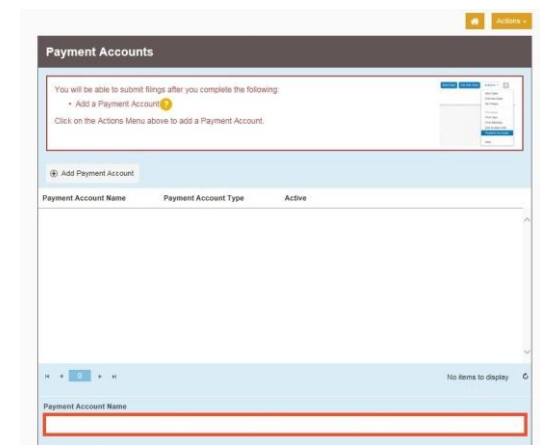 Actions
Payment Accounts
You will be able to submit filings after you complete the following:
• Add a Payment Account ?
Click on the Actions Menu above to add a Payment Account.
Add Payment Account
Payment Account Name Payment Account Type Active
0
No items to display
Payment Account Name